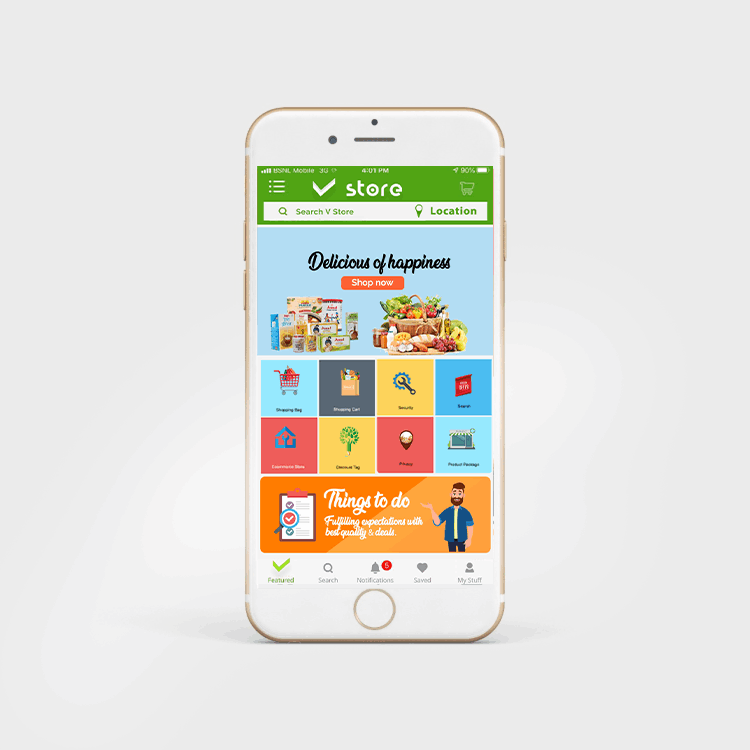 BSNL Mobile 3G 4:01 PM 90%
store
Search V Store Location
Delicious of happiness
Shop now
Amul
Shopping Bag Shopping Cart Security Search
Ecommerce Store Discount Tag Privacy Product Package
Things to do
Fulfilling expectations with
best quality & deals.
5
Featured Search Notifications Saved My Stuff